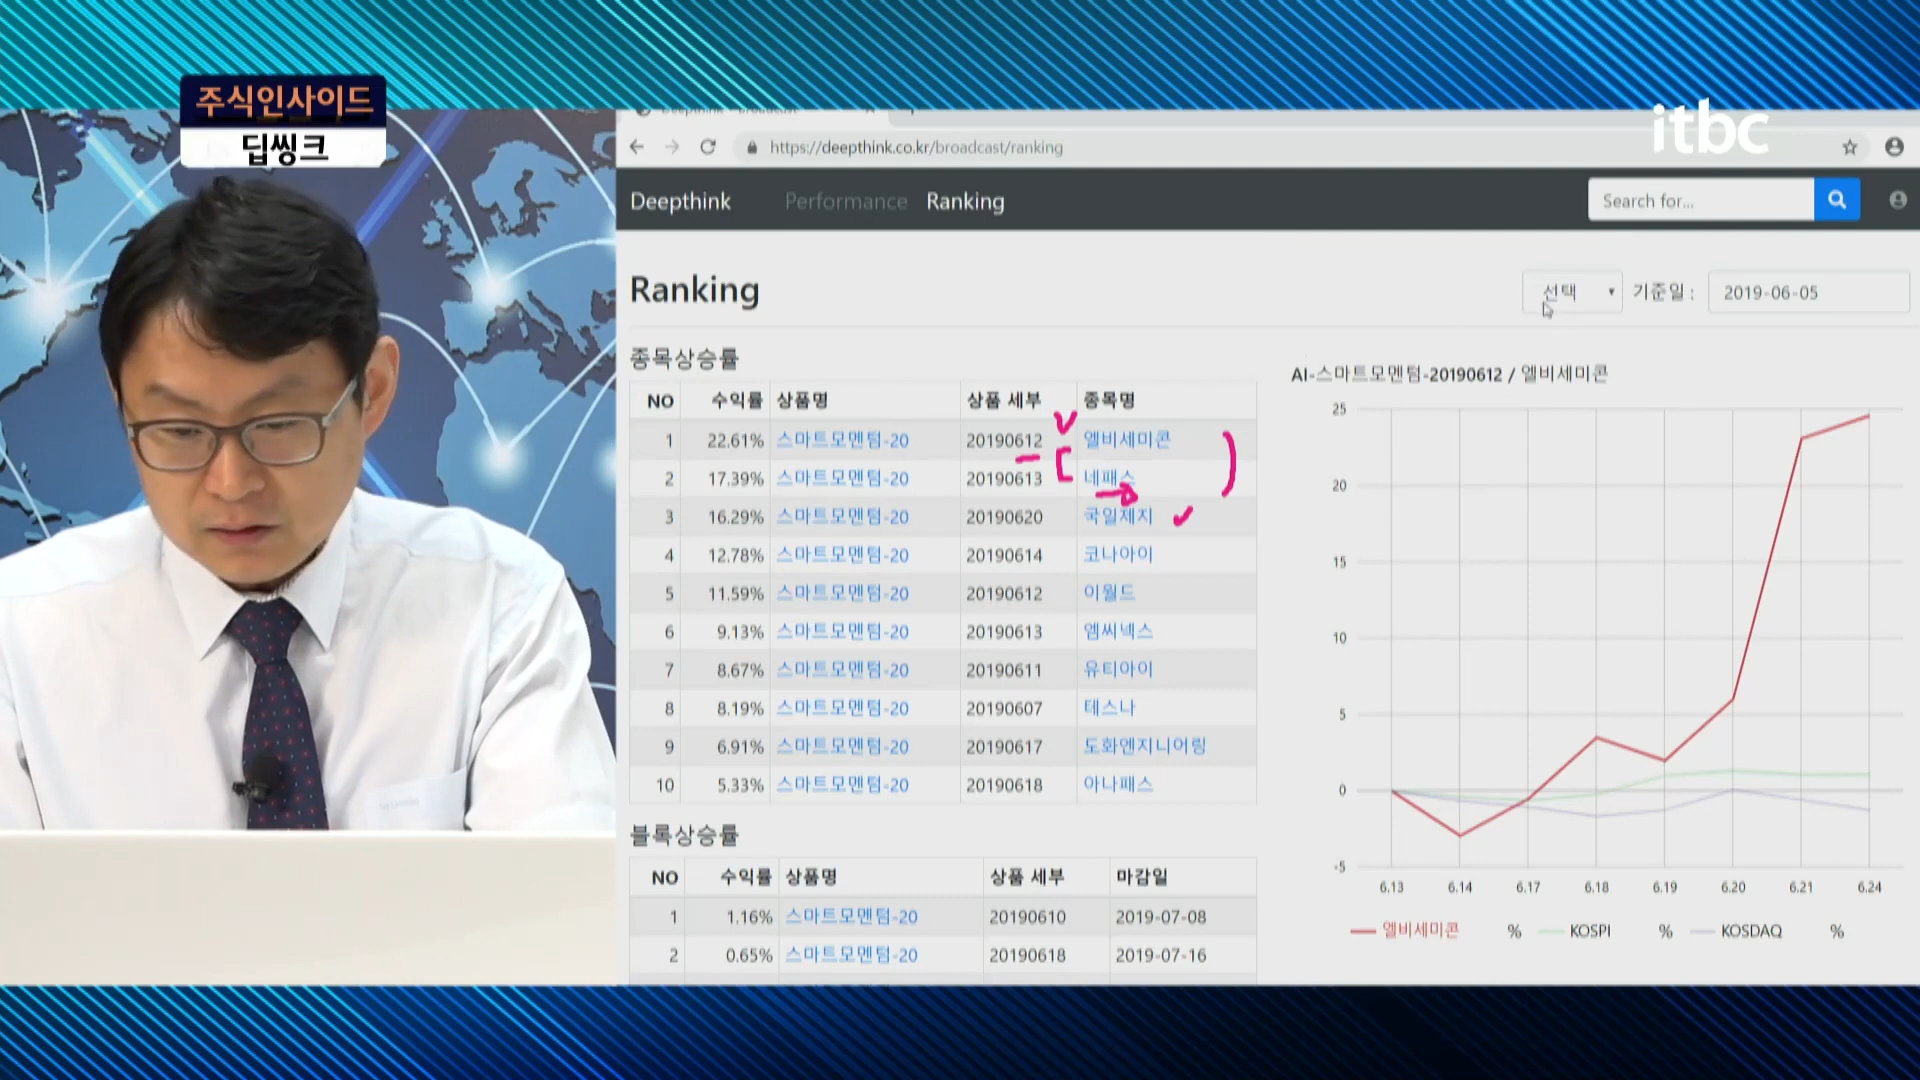 주식인사이드
딥씽크
itbc
https://deepthink.co.kr/broadcast/ranking
Deepthink Performance Ranking Search for...
Ranking 선택 기준일 : 2019-06-05
종목상승률
NO 수익률 상품명 상품 세부 종목명
1 22.61% 스마트모멘텀-20 20190612 엘비세미콘
2 17.39% 스마트모멘텀-20 20190613 네패스
3 16.29% 스마트모멘텀-20 20190620 국일제지
4 12.78% 스마트모멘텀-20 20190614 코나아이
5 11.59% 스마트모멘텀-20 20190612 이월드
6 9.13% 스마트모멘텀-20 20190613 엠씨넥스
7 8.67% 스마트모멘텀-20 20190611 유티아이
8 8.19% 스마트모멘텀-20 20190607 테스나
9 6.91% 스마트모멘텀-20 20190617 도화엔지니어링
10 5.33% 스마트모멘텀-20 20190618 아나패스
블록상승률
NO 수익률 상품명 상품 세부 마감일
1 1.16% 스마트모멘텀-20 20190610 2019-07-08
2 0.65% 스마트모멘텀-20 20190618 2019-07-16
AI-스마트모멘텀-20190612 / 엘비세미콘
25
20
15
10
5
0
-5
6.13 6.14 6.17 6.18 6.19 6.20 6.21 6.24
엘비세미콘 % KOSPI % KOSDAQ %